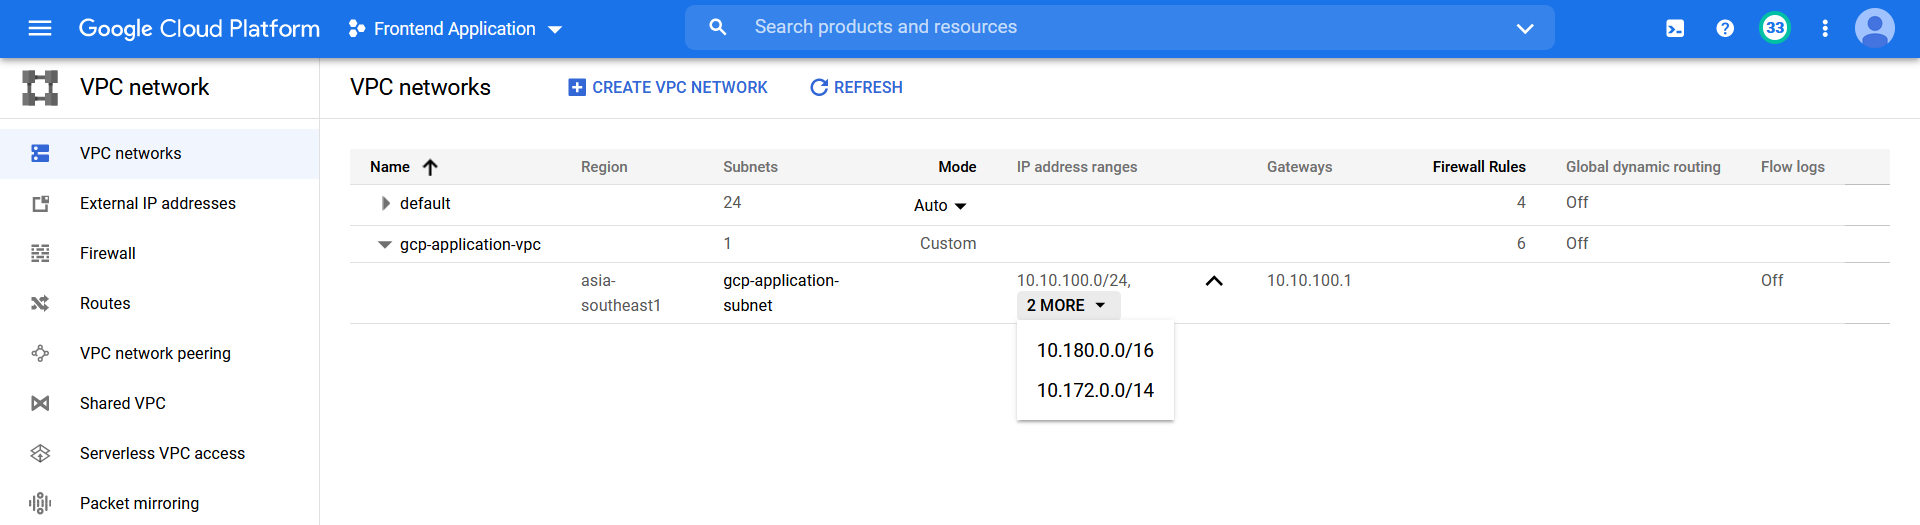 Google Cloud Platform Frontend Application Search products and resources 33
VPC network
VPC networks CREATE VPC NETWORK REFRESH
VPC networks
External IP addresses
Firewall
Routes
VPC network peering
Shared VPC
Serverless VPC access
Packet mirroring
Name Region Subnets Mode IP address ranges Gateways Firewall Rules Global dynamic routing Flow logs
default 24 Auto 4 Off
gcp-application-vpc 1 Custom 6 Off
asia- gcp-application- 10.10.100.0/24, 10.10.100.1 Off
southeast1 subnet 2 MORE
10.180.0.0/16
10.172.0.0/14